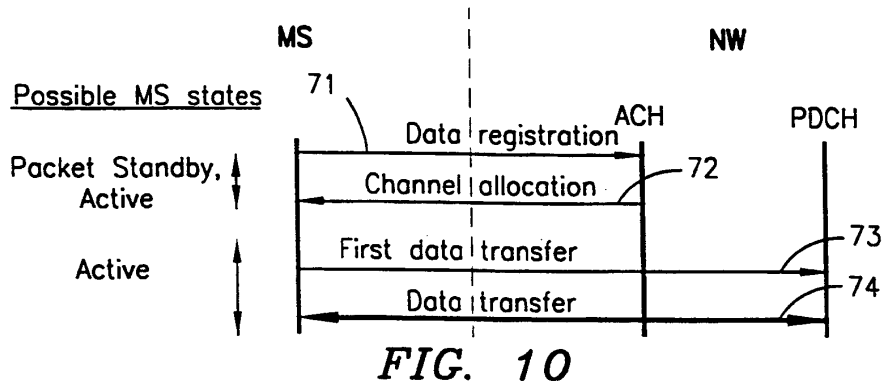 MS
NW
Possible MS states
71
ACH
PDCH
Data registration
Packet Standby,
Active
Channel allocation
72
First data transfer
73
Active
Data transfer
74
FIG. 10